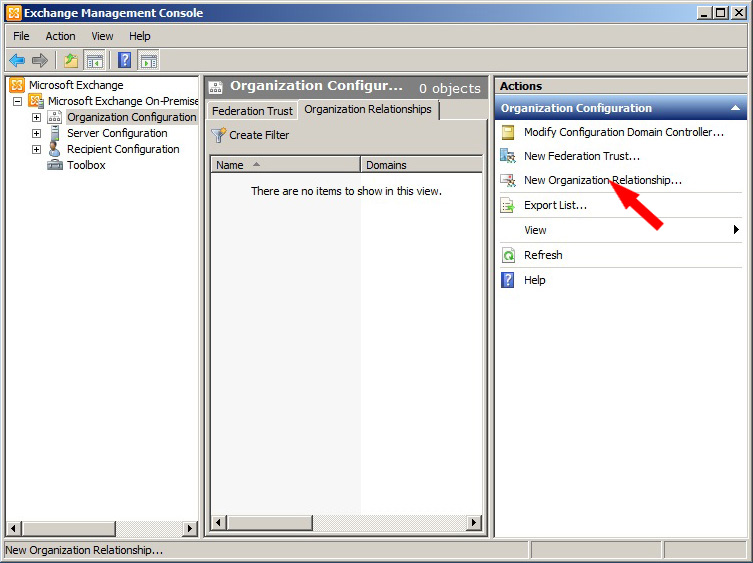 Exchange Management Console
File Action View Help
Microsoft Exchange
Microsoft Exchange On-Premise
Organization Configuration
Server Configuration
Recipient Configuration
Toolbox
Organization Configur... 0 objects
Federation Trust Organization Relationships
Create Filter
Name Domains
There are no items to show in this view.
Actions
Organization Configuration
Modify Configuration Domain Controller...
New Federation Trust...
New Organization Relationship...
Export List...
View
Refresh
Help
New Organization Relationship...